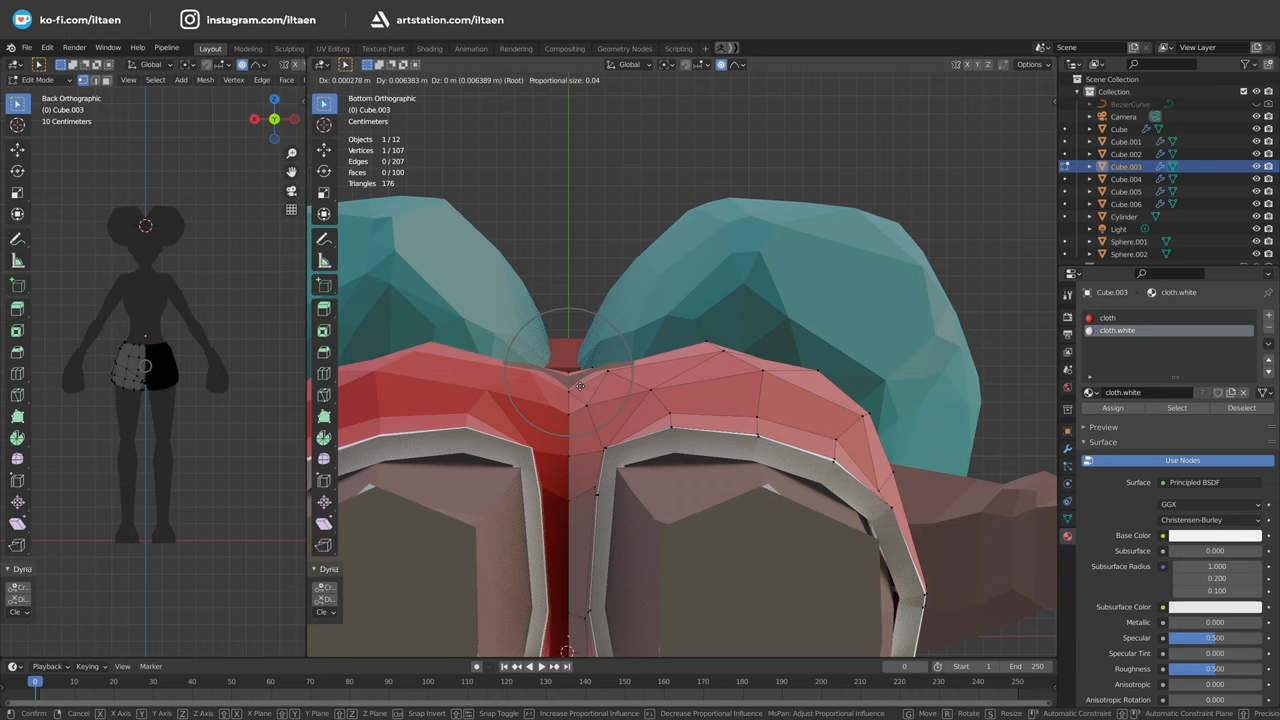 ko-fi.com/iltaen
instagram.com/iltaen
artstation.com/iltaen
File Edit Render Window Help Pipeline
Layout Modeling Sculpting UV Editing Texture Paint Shading Animation Rendering Compositing Geometry Nodes Scripting +
Scene
View Layer
Global
Global
Options
Edit Mode View Select Add Mesh Vertex Edge Face
Dx: 0.000278 m Dy: 0.006383 m Dz: 0 m (0.006389 m) (Root) Proportional size: 0.04
X Y Z
Back Orthographic
(0) Cube.003
10 Centimeters
Z
X
Y
Bottom Orthographic
(0) Cube.003
Centimeters
Objects 1 / 12
Vertices 1 / 107
Edges 0 / 207
Faces 0 / 100
Triangles 176
Dyna
Cr
Di
Cle
Dyna
Cr
Di
Cle
Scene Collection
Collection
BezierCurve
Camera
Cube
Cube.001
Cube.002
Cube.003
Cube.004
Cube.005
Cube.006
Cylinder
Light
Sphere.001
Sphere.002
Cube.003 > cloth.white
cloth
cloth.white
cloth.white
Assign
Select
Deselect
Preview
Surface
Use Nodes
Surface Principled BSDF
GGX
Christensen-Burley
Base Color
Subsurface 0.000
Subsurface Radius 1.000
0.200
0.100
Subsurface Color
Metallic 0.000
Specular 0.500
Specular Tint 0.000
Roughness 0.500
Anisotropic 0.000
Anisotropic Rotation 0.000
Playback Keying View Marker
0
Start 1
End 250
0 10 20 30 40 50 60 70 80 90 100 110 120 130 140 150 160 170 180 190 200 210 220 230 240 250
Confirm Cancel X X Axis Y Y Axis Z Z Axis X X Plane Y Y Plane Z Z Plane Snap Invert Snap Toggle Increase Proportional Influence Decrease Proportional Influence MsPan: Adjust Proportional Influence G Move R Rotate S Resize Automatic Constraint Automatic Constraint Plane